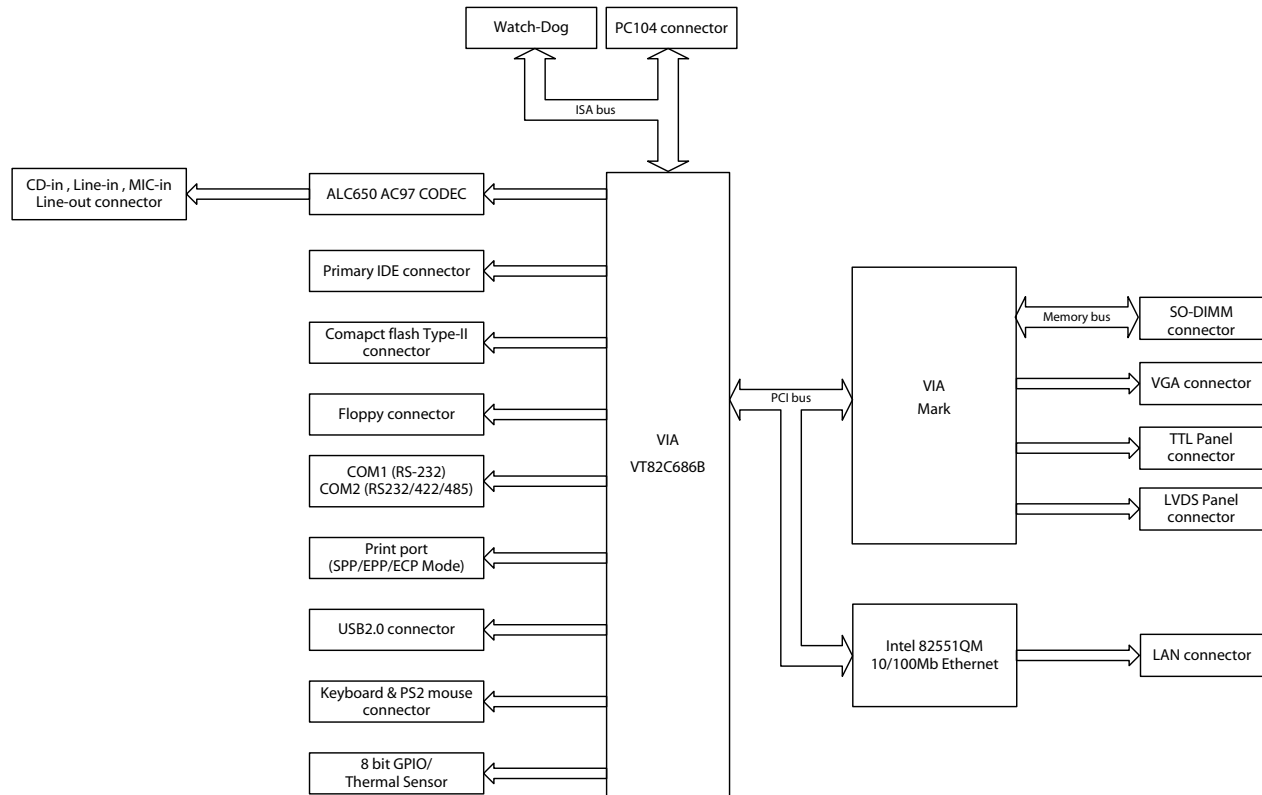 Watch-Dog
PC104 connector
ISA bus
CD-in , Line-in , MIC-in
Line-out connector
ALC650 AC97 CODEC
Primary IDE connector
Comapct flash Type-II
connector
Floppy connector
COM1 (RS-232)
COM2 (RS232/422/485)
Print port
(SPP/EPP/ECP Mode)
USB2.0 connector
Keyboard & PS2 mouse
connector
8 bit GPIO/
Thermal Sensor
VIA
VT82C686B
PCI bus
VIA
Mark
Memory bus
SO-DIMM
connector
VGA connector
TTL Panel
connector
LVDS Panel
connector
Intel 82551QM
10/100Mb Ethernet
LAN connector